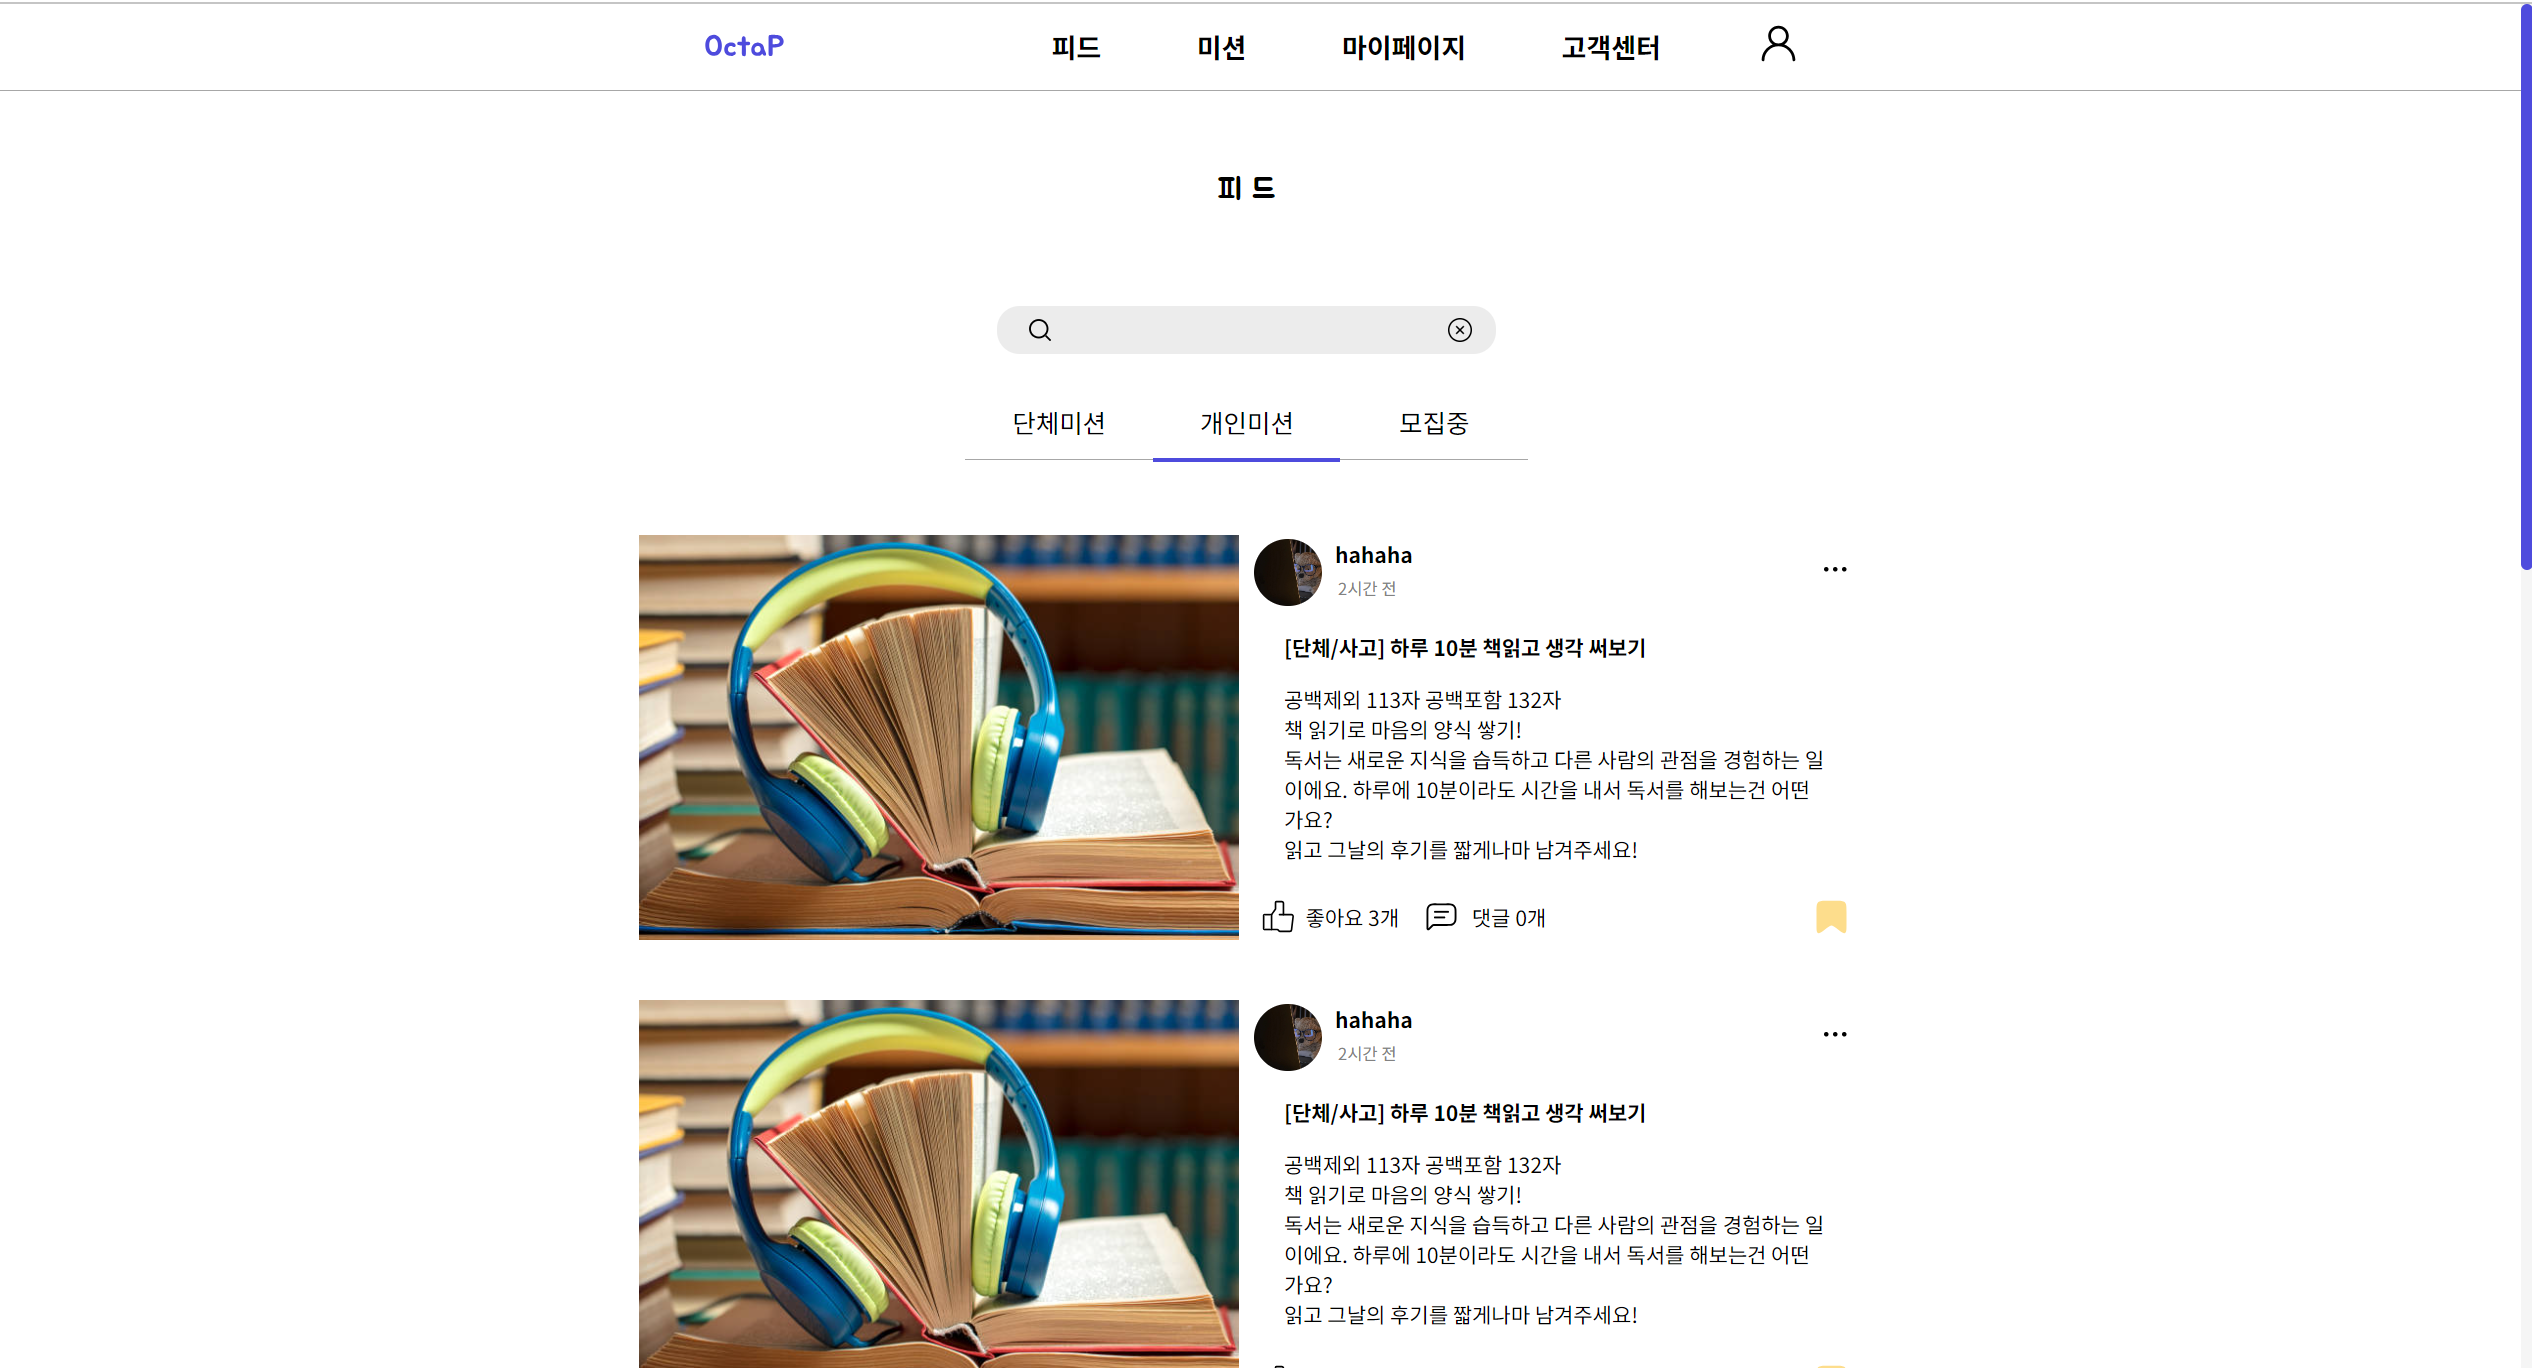 OctaP
피드
미션
마이페이지
고객센터
피 드
단체미션
개인미션
모집중
hahaha
2시간 전
[단체/사고] 하루 10분 책읽고 생각 써보기
공백제외 113자 공백포함 132자
책 읽기로 마음의 양식 쌓기!
독서는 새로운 지식을 습득하고 다른 사람의 관점을 경험하는 일
이에요. 하루에 10분이라도 시간을 내서 독서를 해보는건 어떤
가요?
읽고 그날의 후기를 짧게나마 남겨주세요!
좋아요 3개
댓글 0개
hahaha
2시간 전
[단체/사고] 하루 10분 책읽고 생각 써보기
공백제외 113자 공백포함 132자
책 읽기로 마음의 양식 쌓기!
독서는 새로운 지식을 습득하고 다른 사람의 관점을 경험하는 일
이에요. 하루에 10분이라도 시간을 내서 독서를 해보는건 어떤
가요?
읽고 그날의 후기를 짧게나마 남겨주세요!